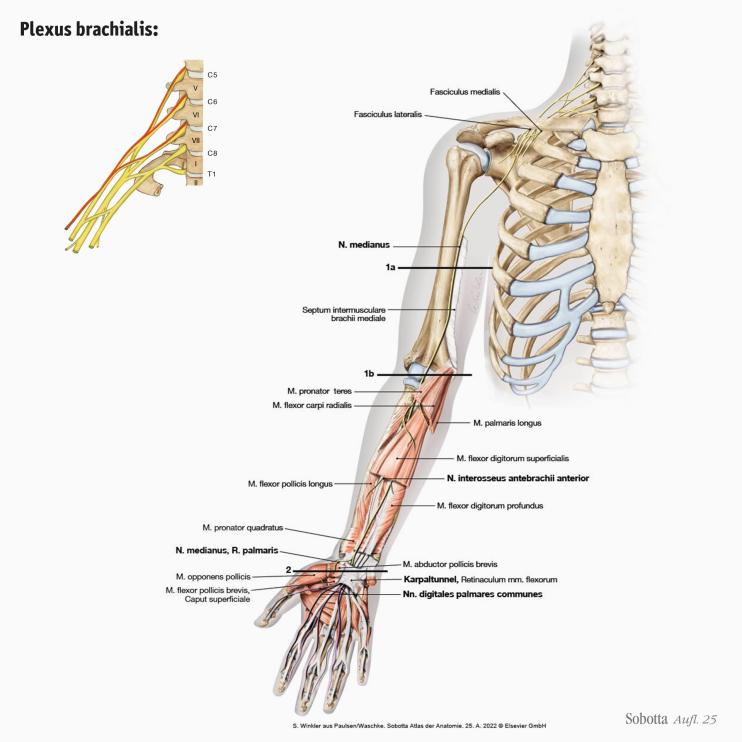 Plexus brachialis:
C5
V
C6
VI
C7
VII
C8
I
T1
II
Fasciculus medialis
Fasciculus lateralis
N. medianus
1a
Septum intermusculare
brachii mediale
1b
M. pronator teres
M. flexor carpi radialis
M. palmaris longus
M. flexor digitorum superficialis
N. interosseus antebrachii anterior
M. flexor pollicis longus
M. flexor digitorum profundus
M. pronator quadratus
N. medianus, R. palmaris
M. abductor pollicis brevis
2
M. opponens pollicis
Karpaltunnel, Retinaculum mm. flexorum
M. flexor pollicis brevis,
Caput superficiale
Nn. digitales palmares communes
S. Winkler aus Paulsen/Waschke. Sobotta Atlas der Anatomie. 25. A. 2022 © Elsevier GmbH
Sobotta Aufl. 25